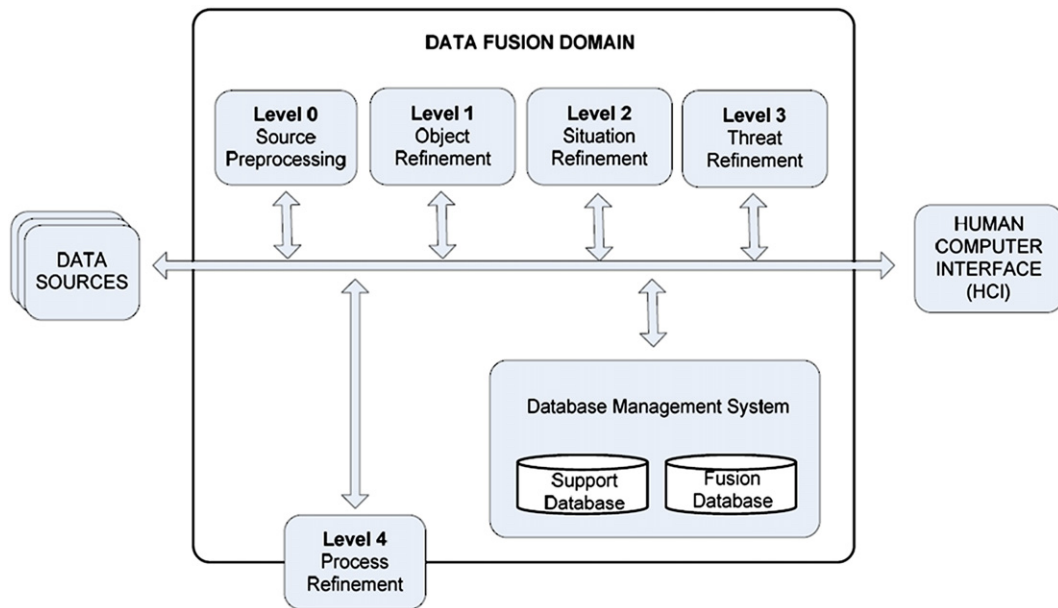 DATA FUSION DOMAIN
Level 0
Source
Preprocessing
Level 1
Object
Refinement
Level 2
Situation
Refinement
Level 3
Threat
Refinement
DATA
SOURCES
HUMAN
COMPUTER
INTERFACE
(HCI)
Database Management System
Support
Database
Fusion
Database
Level 4
Process
Refinement